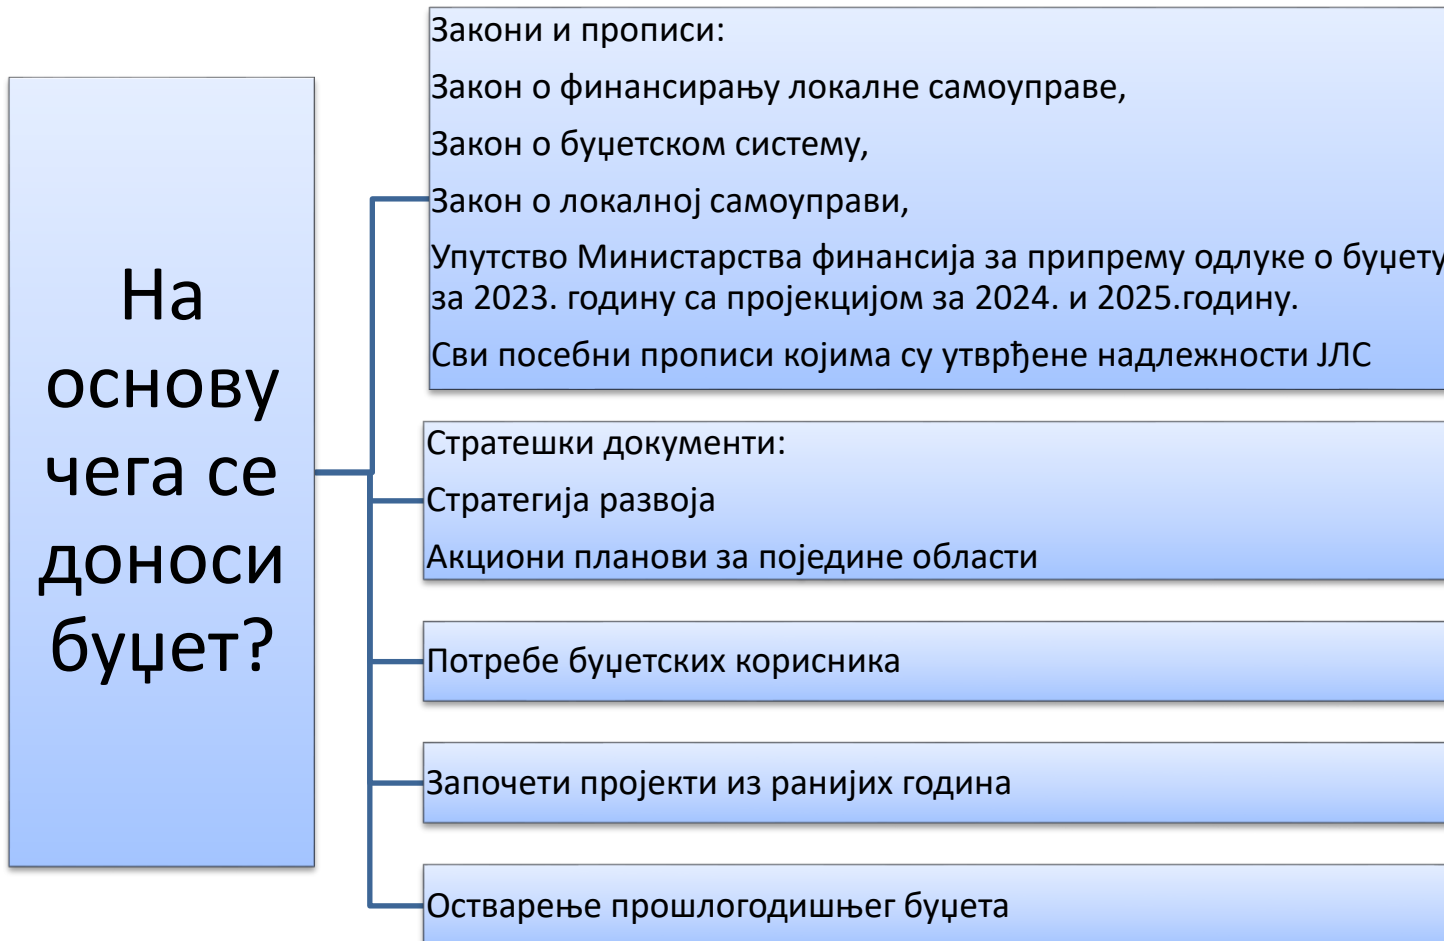 На
основу
чега се
доноси
буџет?
Закони и прописи:
Закон о финансирању локалне самоуправе,
Закон о буџетском систему,
Закон о локалној самоуправи,
Упутство Министарства финансија за припрему одлуке о буџету
за 2023. годину са пројекцијом за 2024. и 2025.годину.
Сви посебни прописи којима су утврђене надлежности ЈЛС
Стратешки документи:
Стратегија развоја
Акциони планови за поједине области
Потребе буџетских корисника
Започети пројекти из ранијих година
Остварење прошлогодишњег буџета